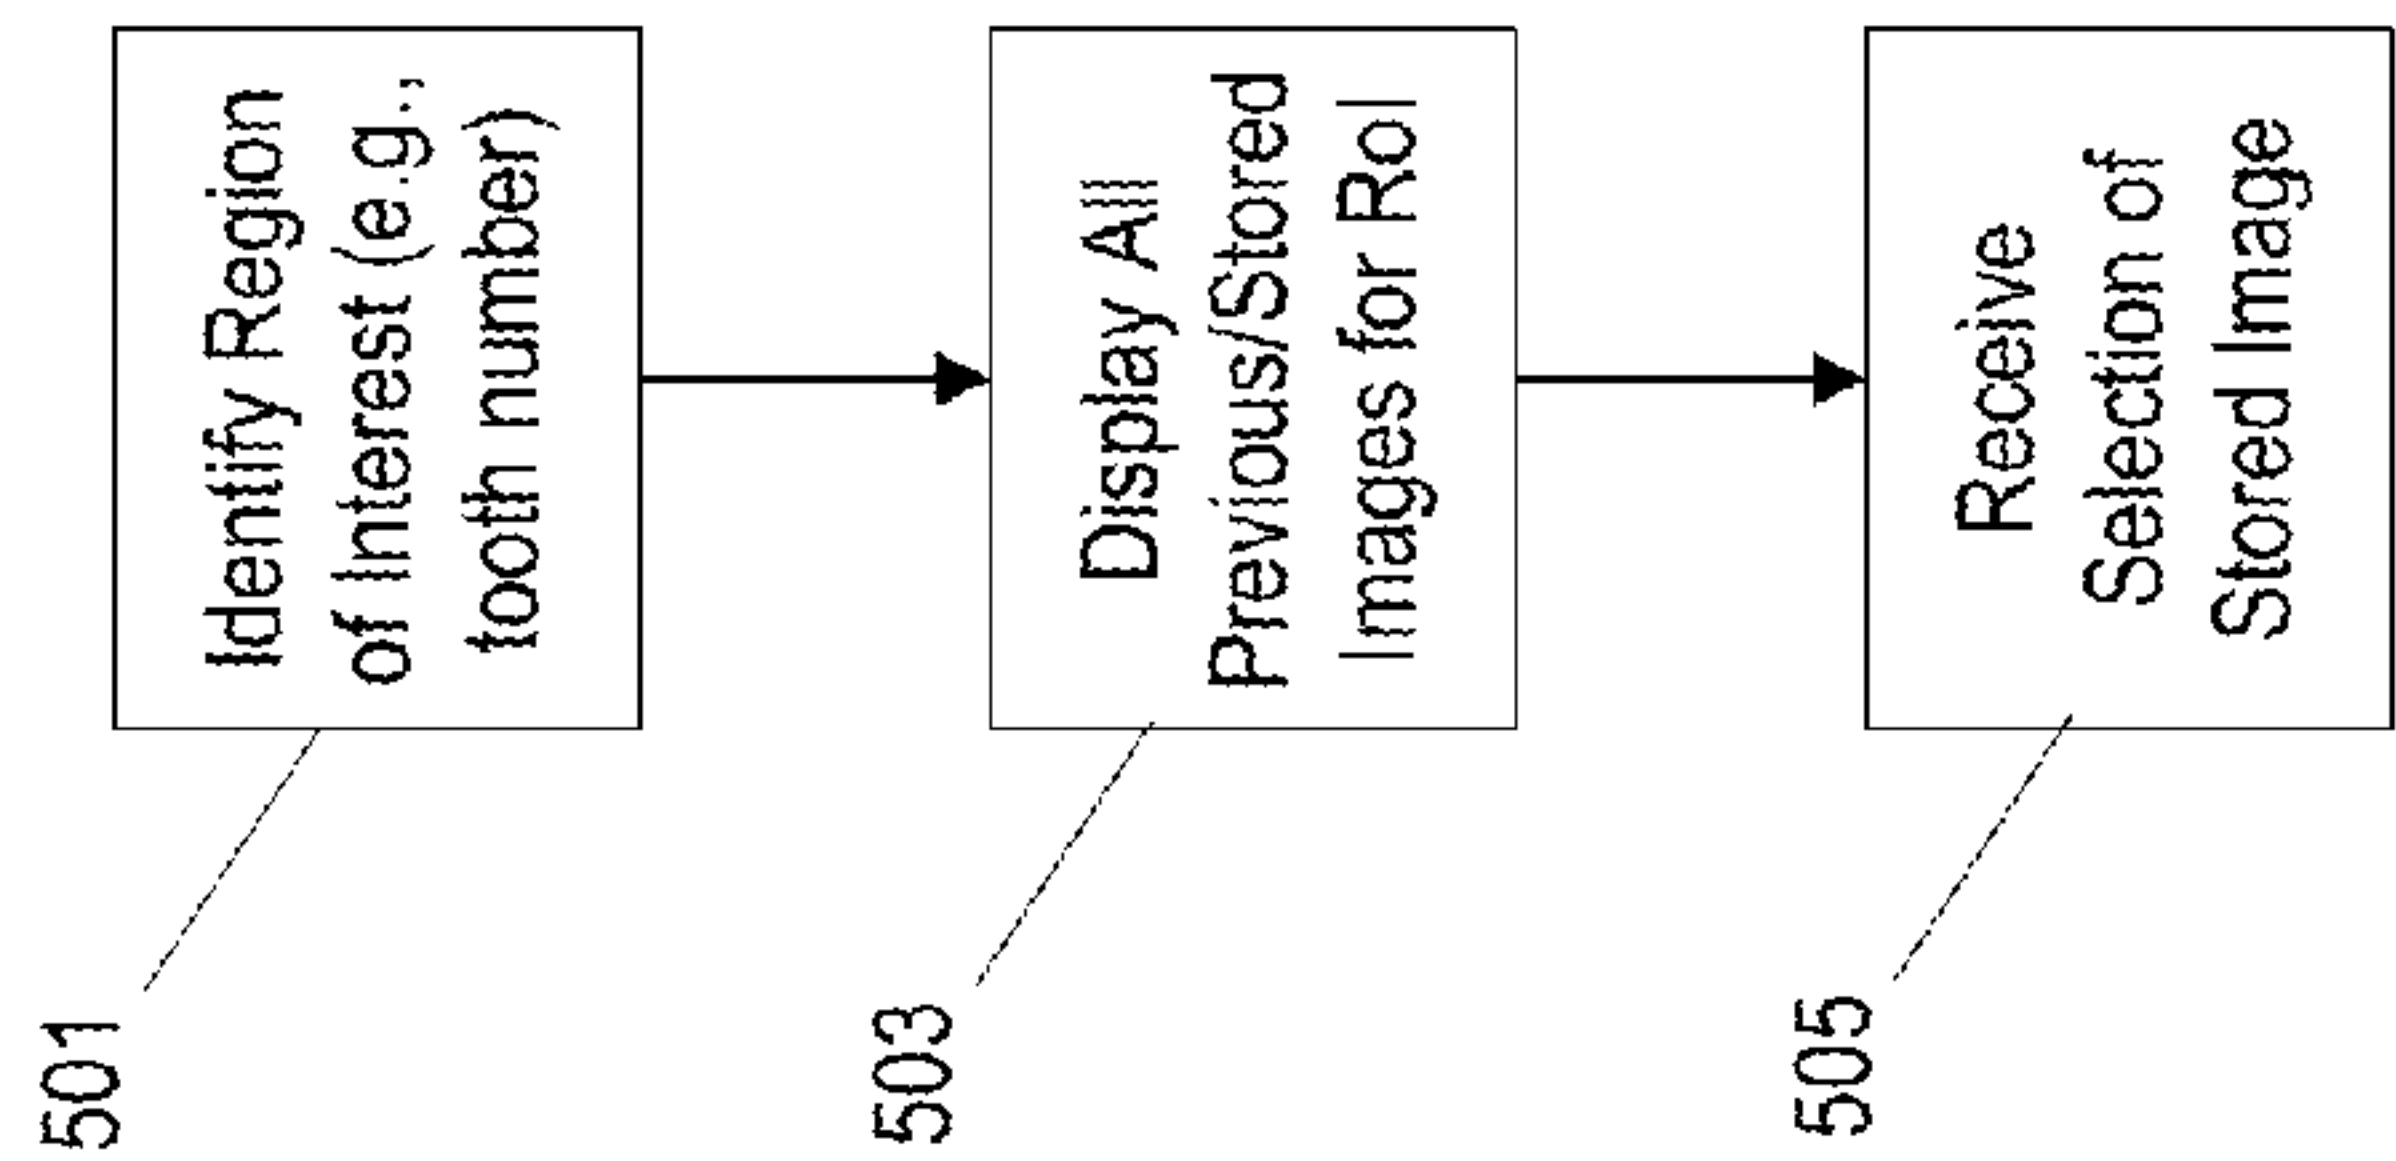 501
Identify Region
of Interest (e.g.,
tooth number)
503
Display All
Previous/Stored
Images for RoI
505
Receive
Selection of
Stored Image